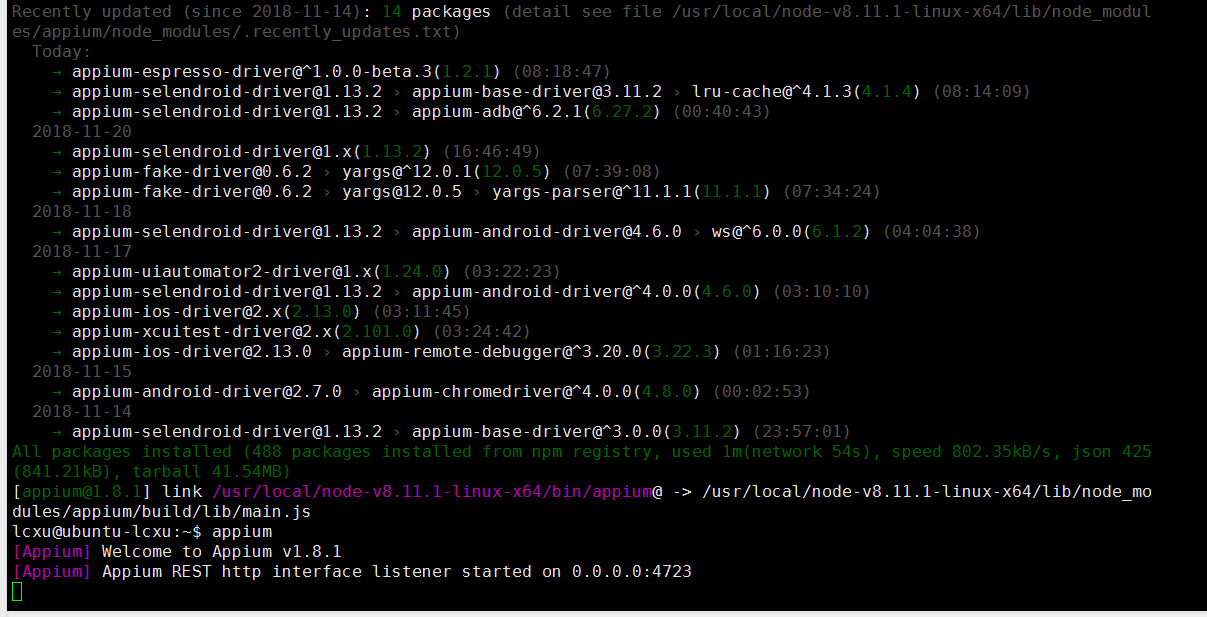 Recently updated (since 2018-11-14): 14 packages (detail see file /usr/local/node-v8.11.1-linux-x64/lib/node_modul
es/appium/node_modules/.recently_updates.txt)
Today:
→ appium-espresso-driver@^1.0.0-beta.3(1.2.1) (08:18:47)
→ appium-selendroid-driver@1.13.2 › appium-base-driver@3.11.2 › lru-cache@^4.1.3(4.1.4) (08:14:09)
→ appium-selendroid-driver@1.13.2 › appium-adb@^6.2.1(6.27.2) (00:40:43)
2018-11-20
→ appium-selendroid-driver@1.x(1.13.2) (16:46:49)
→ appium-fake-driver@0.6.2 › yargs@^12.0.1(12.0.5) (07:39:08)
→ appium-fake-driver@0.6.2 › yargs@12.0.5 › yargs-parser@^11.1.1(11.1.1) (07:34:24)
2018-11-18
→ appium-selendroid-driver@1.13.2 › appium-android-driver@4.6.0 › ws@^6.0.0(6.1.2) (04:04:38)
2018-11-17
→ appium-uiautomator2-driver@1.x(1.24.0) (03:22:23)
→ appium-selendroid-driver@1.13.2 › appium-android-driver@^4.0.0(4.6.0) (03:10:10)
→ appium-ios-driver@2.x(2.13.0) (03:11:45)
→ appium-xcuitest-driver@2.x(2.101.0) (03:24:42)
→ appium-ios-driver@2.13.0 › appium-remote-debugger@^3.20.0(3.22.3) (01:16:23)
2018-11-15
→ appium-android-driver@2.7.0 › appium-chromedriver@^4.0.0(4.8.0) (00:02:53)
2018-11-14
→ appium-selendroid-driver@1.13.2 › appium-base-driver@^3.0.0(3.11.2) (23:57:01)
All packages installed (488 packages installed from npm registry, used 1m(network 54s), speed 802.35kB/s, json 425
(841.21kB), tarball 41.54MB)
[appium@1.8.1] link /usr/local/node-v8.11.1-linux-x64/bin/appium@ -> /usr/local/node-v8.11.1-linux-x64/lib/node_mo
dules/appium/build/lib/main.js
lcxu@ubuntu-lcxu:~$ appium
[Appium] Welcome to Appium v1.8.1
[Appium] Appium REST http interface listener started on 0.0.0.0:4723